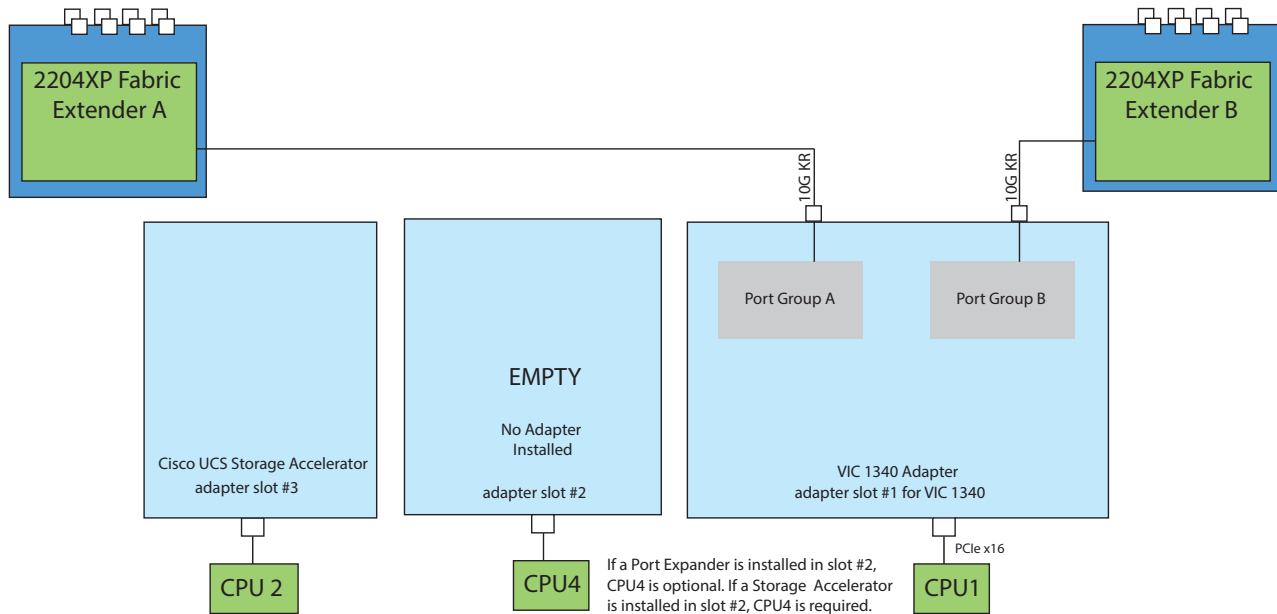 2204XP Fabric
Extender A
2204XP Fabric
Extender B
10G KR
10G KR
Port Group A
Port Group B
EMPTY
No Adapter
Installed
Cisco UCS Storage Accelerator
adapter slot #3
adapter slot #2
VIC 1340 Adapter
adapter slot #1 for VIC 1340
PCIe x16
CPU 2
CPU4
If a Port Expander is installed in slot #2,
CPU4 is optional. If a Storage Accelerator
is installed in slot #2, CPU4 is required.
CPU1